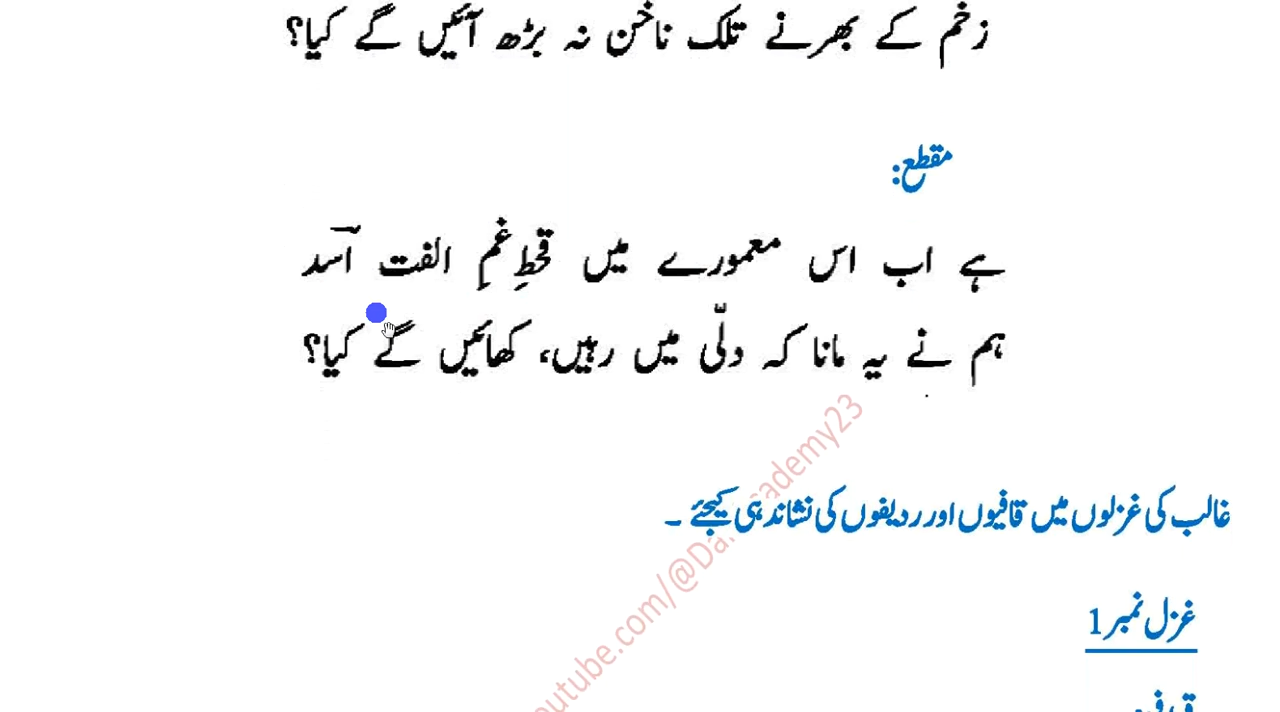 زخم کے بھرنے تلک ناخن نہ بڑھ آئیں گے کیا؟
مقطع:
ہے اب اس معمورے میں قحطِ غمِ الفت اسؔد
ہم نے یہ مانا کہ دلّی میں رہیں، کھائیں گے کیا؟
غالب کی غزلوں میں قافیوں اور ردیفوں کی نشاندہی کیجئے ۔
غزل نمبر 1